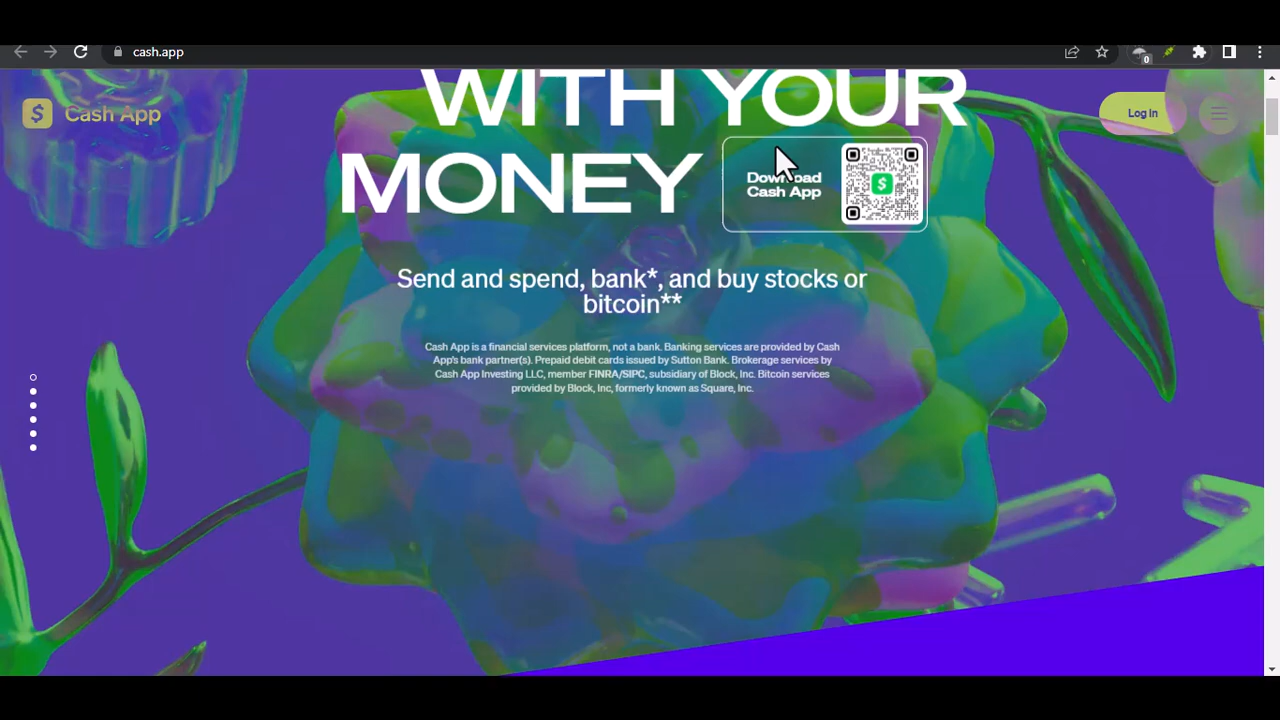 cash.app
0
WITH YOUR
Cash App
Log in
MONEY
Download
Cash App
$
Send and spend, bank*, and buy stocks or
bitcoin**
Cash App is a financial services platform, not a bank. Banking services are provided by Cash
App's bank partner(s). Prepaid debit cards issued by Sutton Bank. Brokerage services by
Cash App Investing LLC, member FINRA/SIPC, subsidiary of Block, Inc. Bitcoin services
provided by Block, Inc, formerly known as Square, Inc.